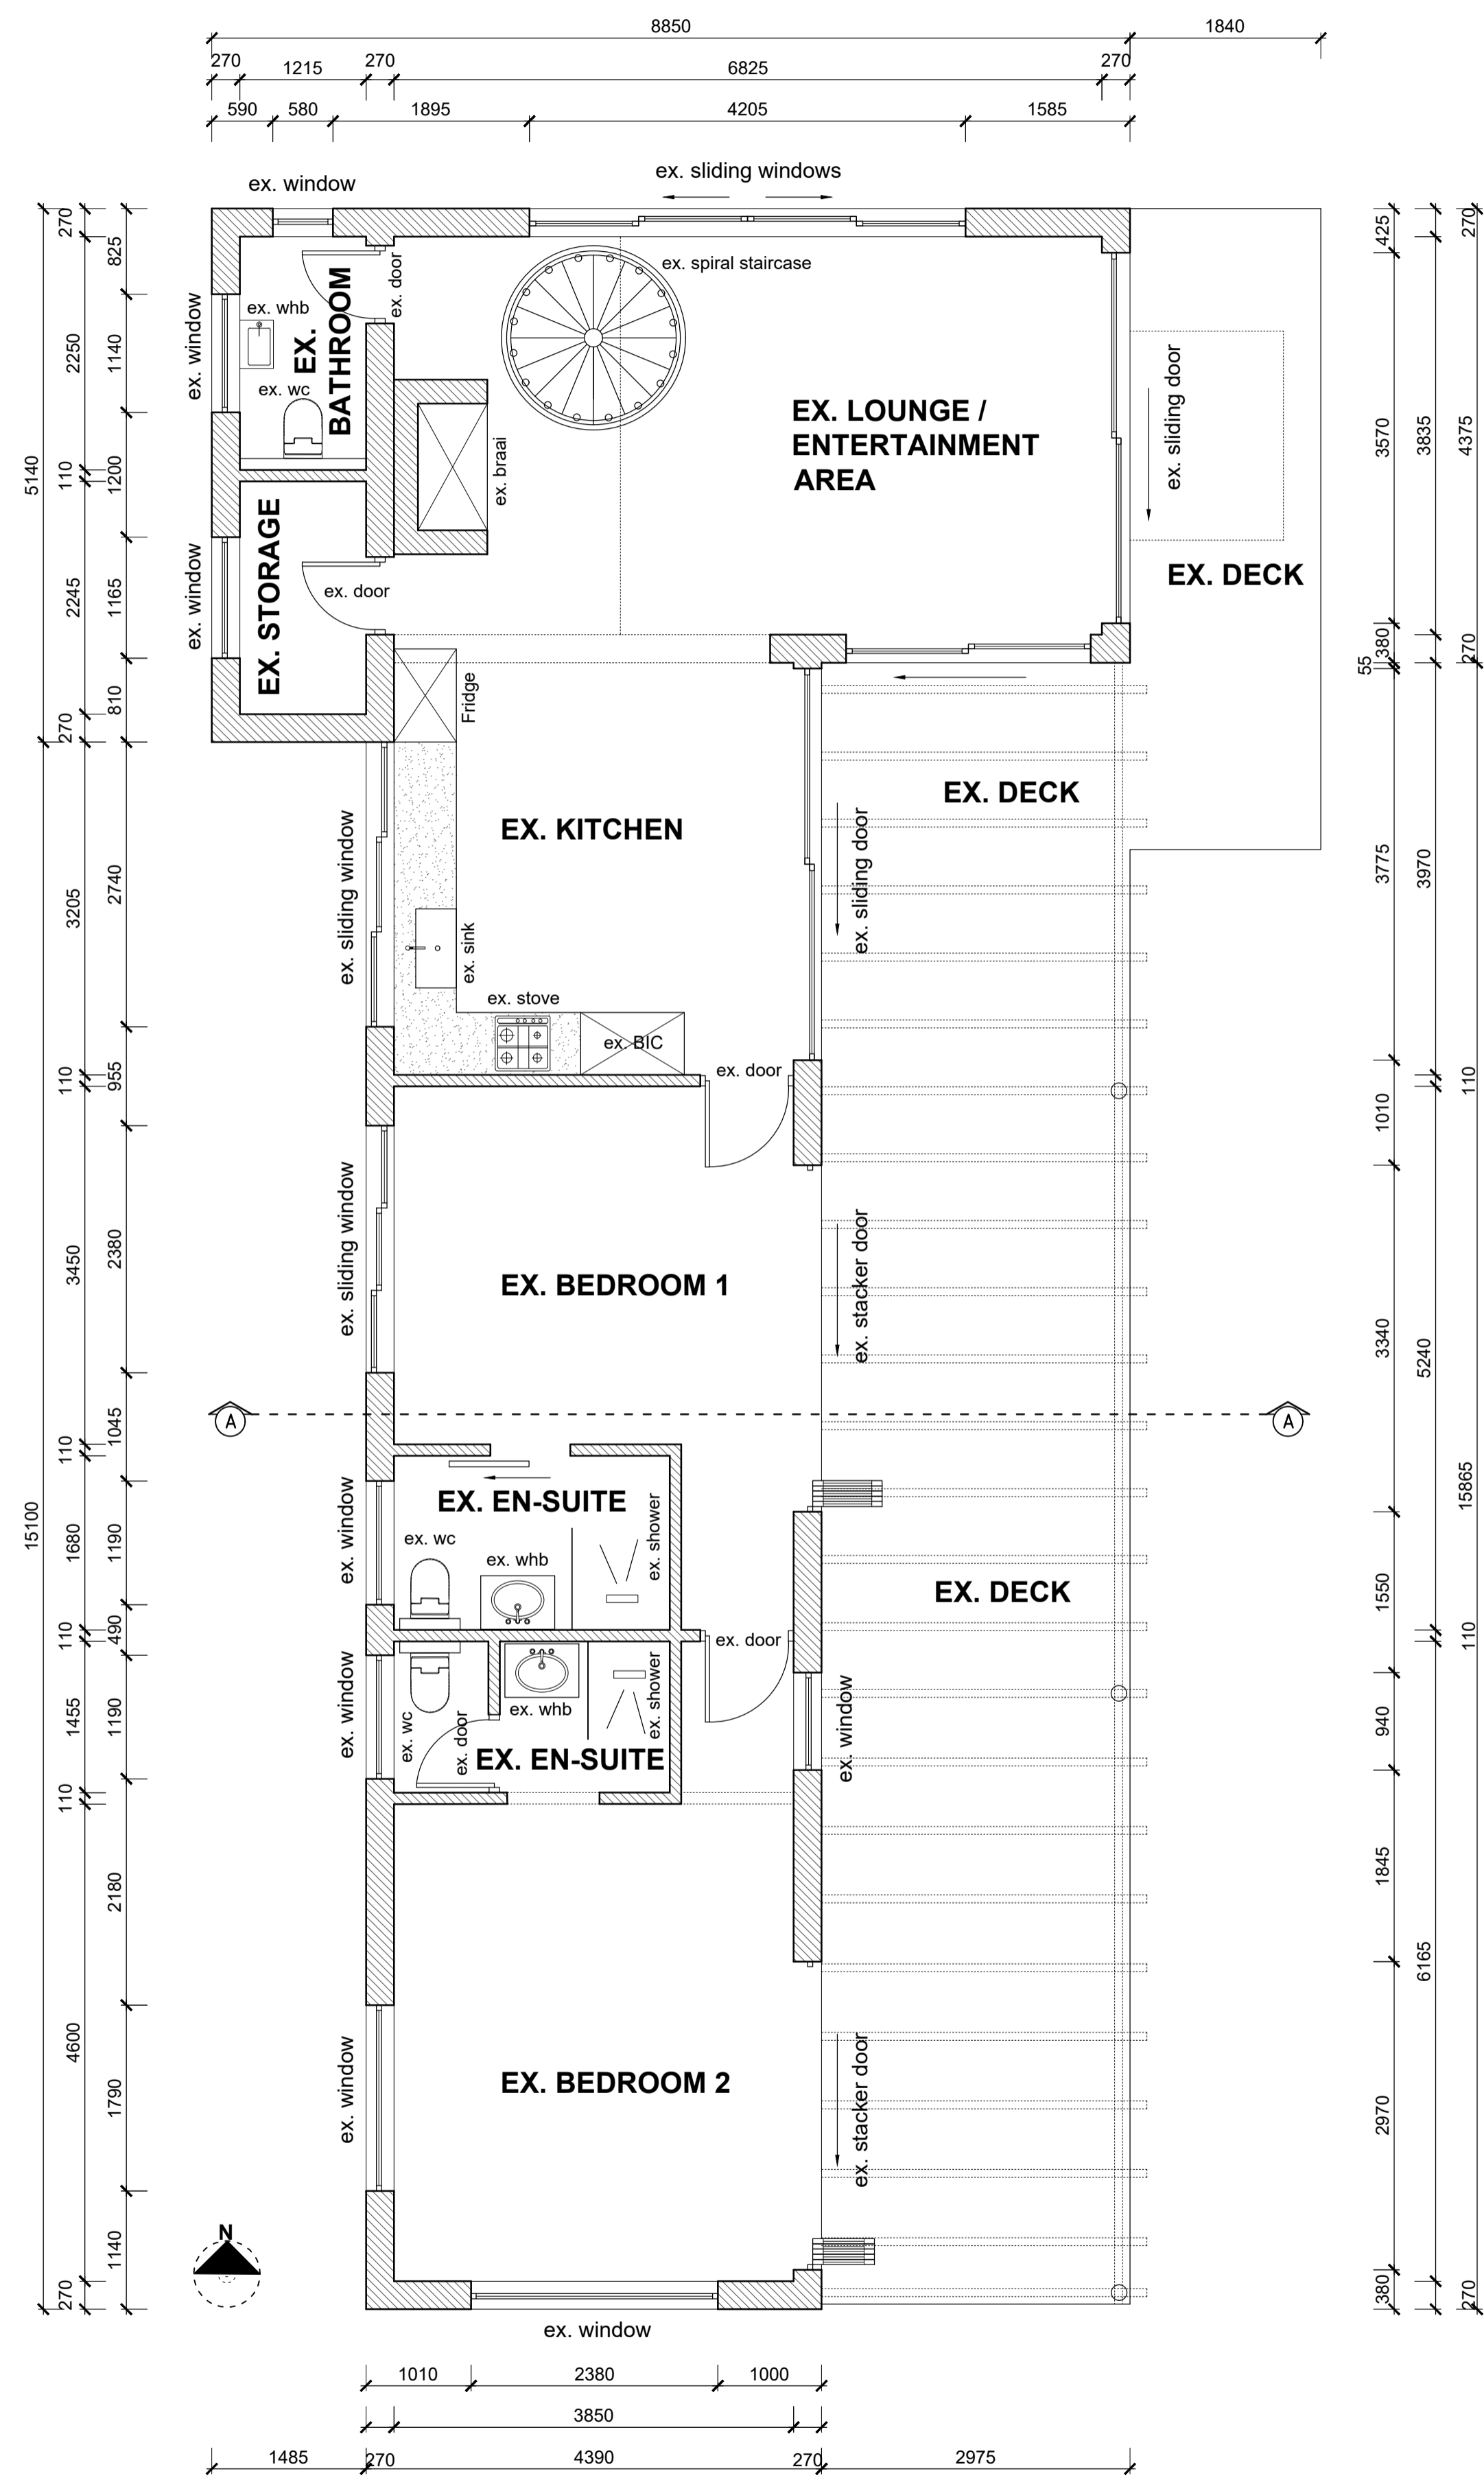 8850
1840
270
1215
270
6825
270
590
580
1895
4205
1585
ex. window
ex. sliding windows
5140
15100
270
2250
110
2245
270
3205
110
3450
110
1680
110
1455
110
4600
270
825
1140
1200
1165
810
2740
955
2380
1045
1190
490
1190
2180
1790
1140
ex. window
ex. window
ex. whb
ex. wc
EX.
BATHROOM
ex. door
EX. STORAGE
ex. door
ex. braai
ex. spiral staircase
EX. LOUNGE /
ENTERTAINMENT
AREA
ex. sliding door
EX. DECK
Fridge
EX. KITCHEN
EX. DECK
ex. sliding window
ex. sliding door
ex. sink
ex. stove
ex. BIC
ex. door
ex. sliding window
EX. BEDROOM 1
ex. stacker door
A
A
EX. EN-SUITE
ex. window
ex. wc
ex. whb
ex. shower
EX. DECK
ex. door
ex. window
ex. wc
ex. door
ex. whb
ex. shower
EX. EN-SUITE
ex. window
ex. window
EX. BEDROOM 2
ex. stacker door
N
ex. window
425
3570
380
55
3775
1010
3340
1550
940
1845
2970
380
3835
3970
5240
6165
270
4375
270
110
15865
110
270
1010
2380
1000
3850
1485
270
4390
270
2975